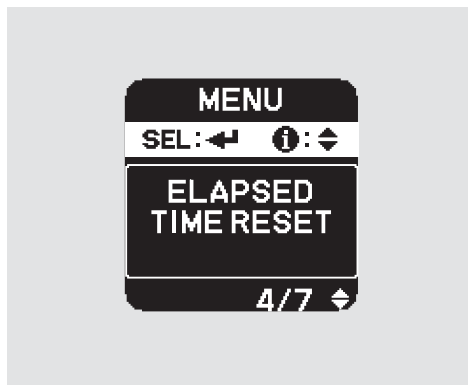 MENU
SEL:↵ ℹ:⬍
ELAPSED
TIME RESET
4/7 ⬍